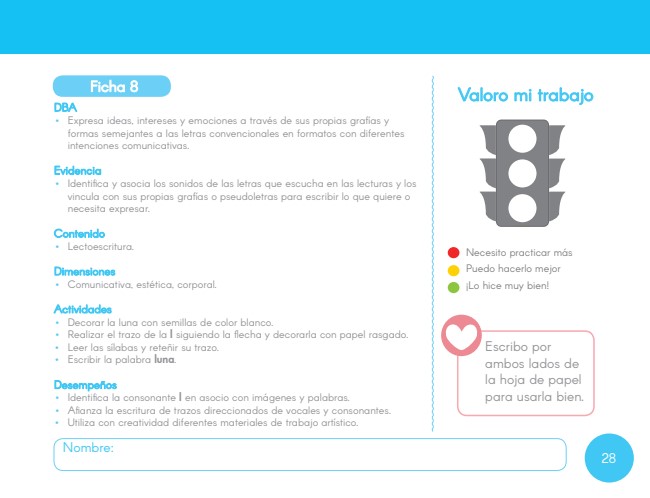 Ficha 8
DBA
• Expresa ideas, intereses y emociones a través de sus propias grafías y
formas semejantes a las letras convencionales en formatos con diferentes
intenciones comunicativas.
Evidencia
• Identifica y asocia los sonidos de las letras que escucha en las lecturas y los
vincula con sus propias grafías o pseudoletras para escribir lo que quiere o
necesita expresar.
Contenido
• Lectoescritura.
Dimensiones
• Comunicativa, estética, corporal.
Actividades
• Decorar la luna con semillas de color blanco.
• Realizar el trazo de la l siguiendo la flecha y decorarla con papel rasgado.
• Leer las sílabas y reteñir su trazo.
• Escribir la palabra luna.
Desempeños
• Identifica la consonante l en asocio con imágenes y palabras.
• Afianza la escritura de trazos direccionados de vocales y consonantes.
• Utiliza con creatividad diferentes materiales de trabajo artístico.
Valoro mi trabajo
Necesito practicar más
Puedo hacerlo mejor
¡Lo hice muy bien!
Escribo por
ambos lados de
la hoja de papel
para usarla bien.
Nombre:
28